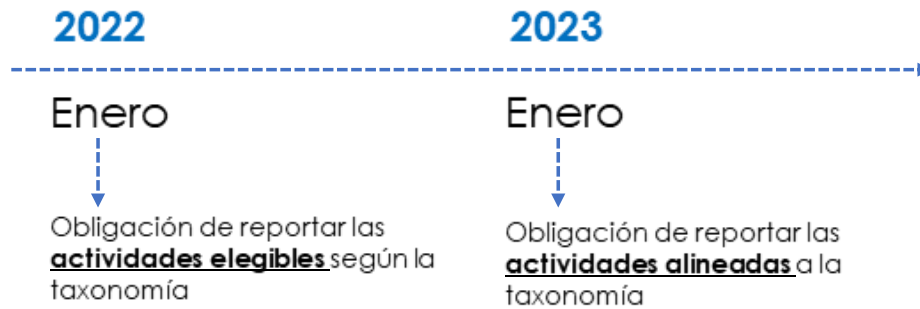 2022
2023
Enero
Enero
Obligación de reportar las
actividades elegibles según la
taxonomía
Obligación de reportar las
actividades alineadas a la
taxonomía